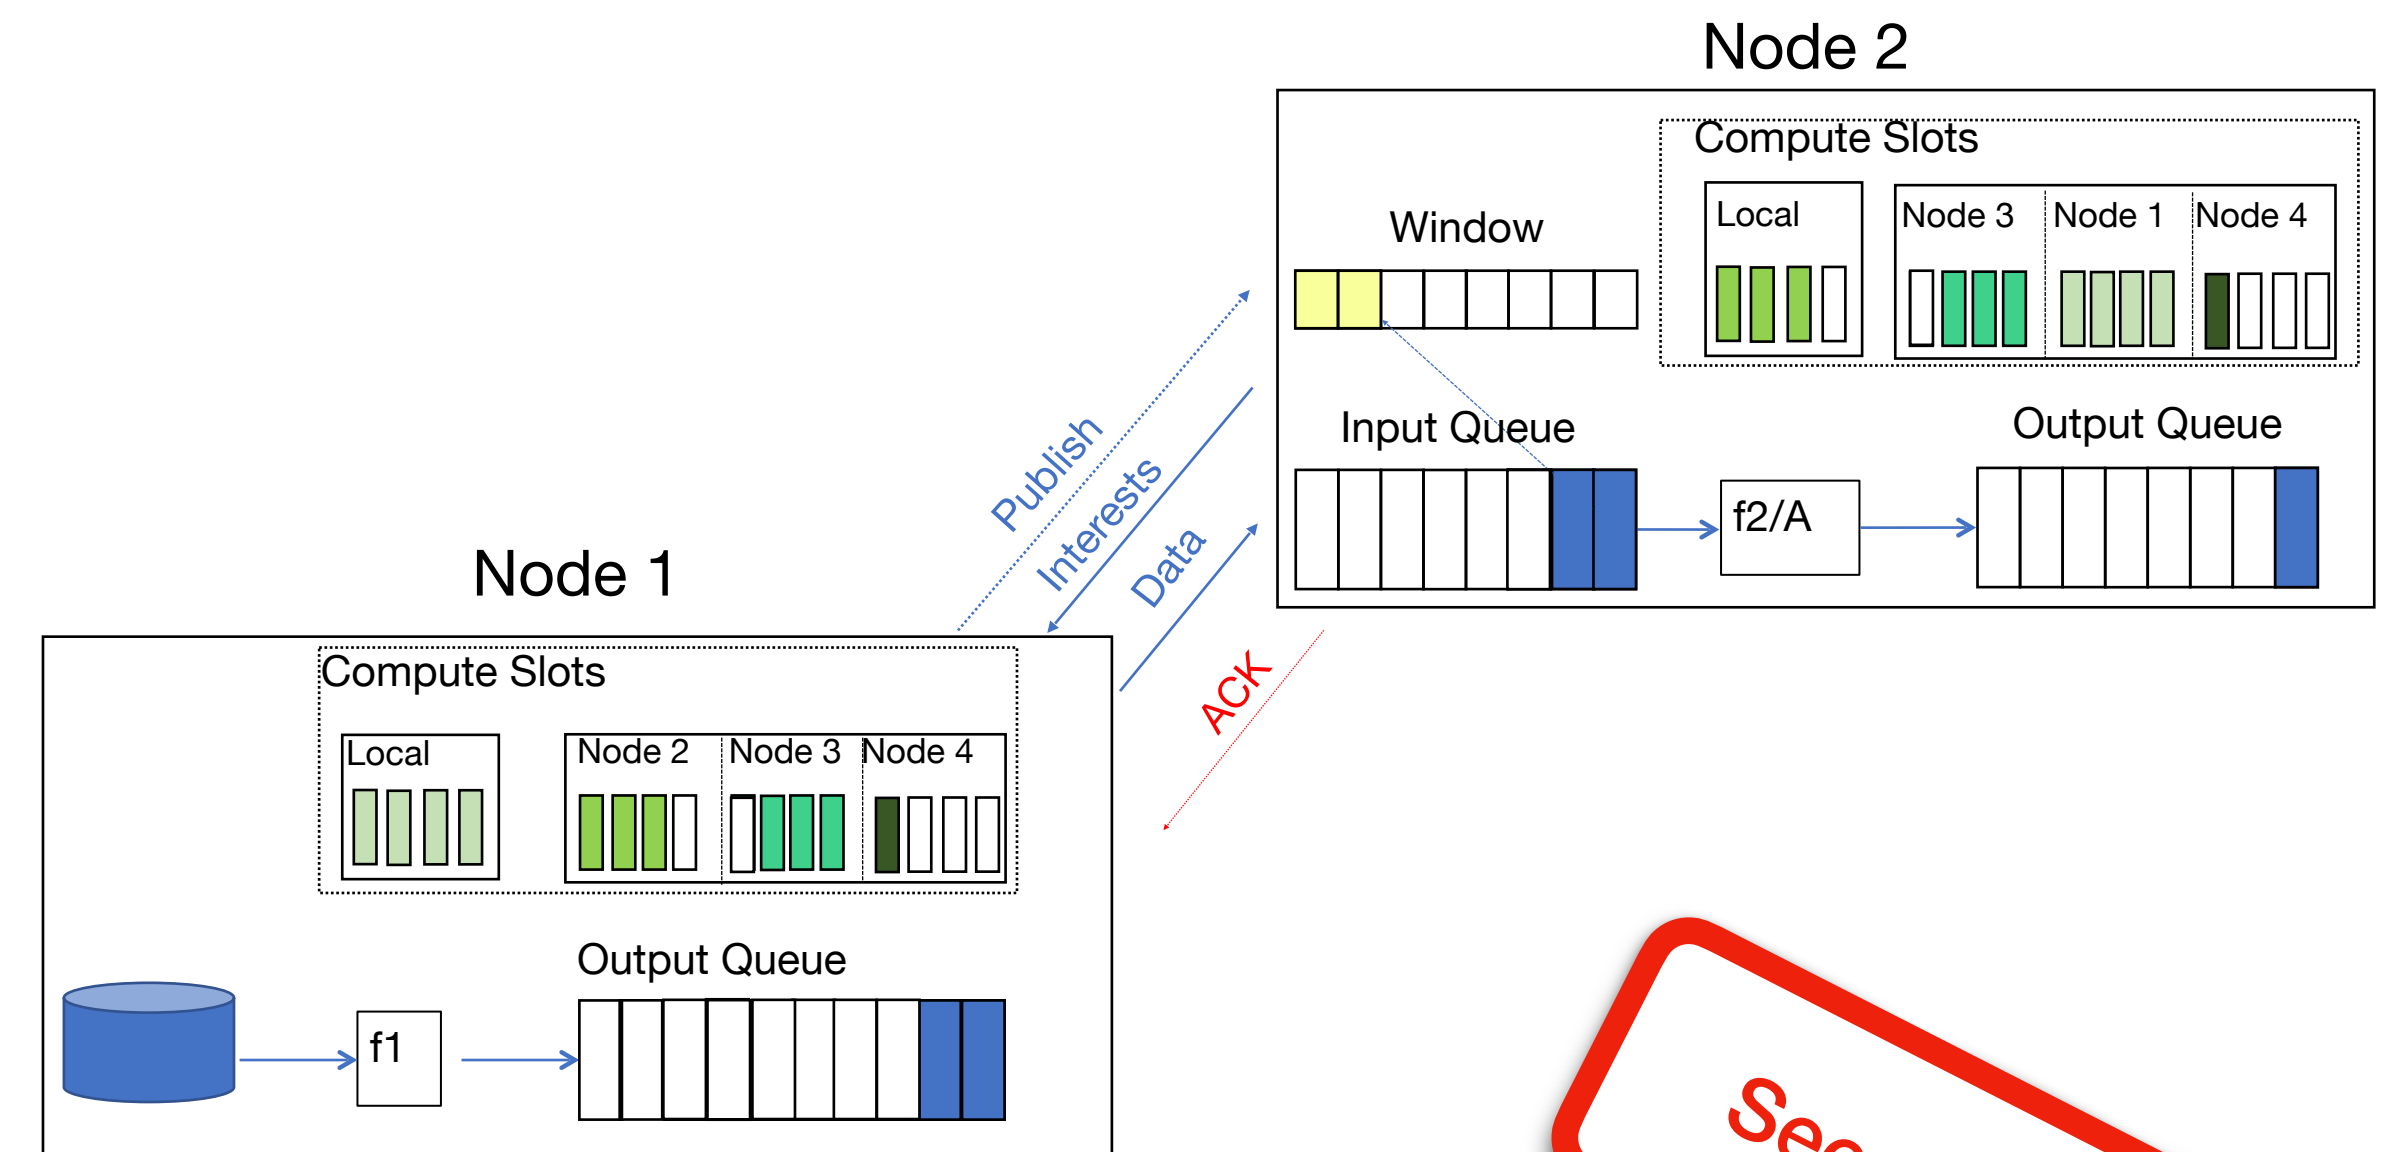 Node 2
Compute Slots
Local
Node 3
Node 1
Node 4
Window
Input Queue
Output Queue
f2/A
Publish
Interests
Data
ACK
Node 1
Compute Slots
Local
Node 2
Node 3
Node 4
Output Queue
f1